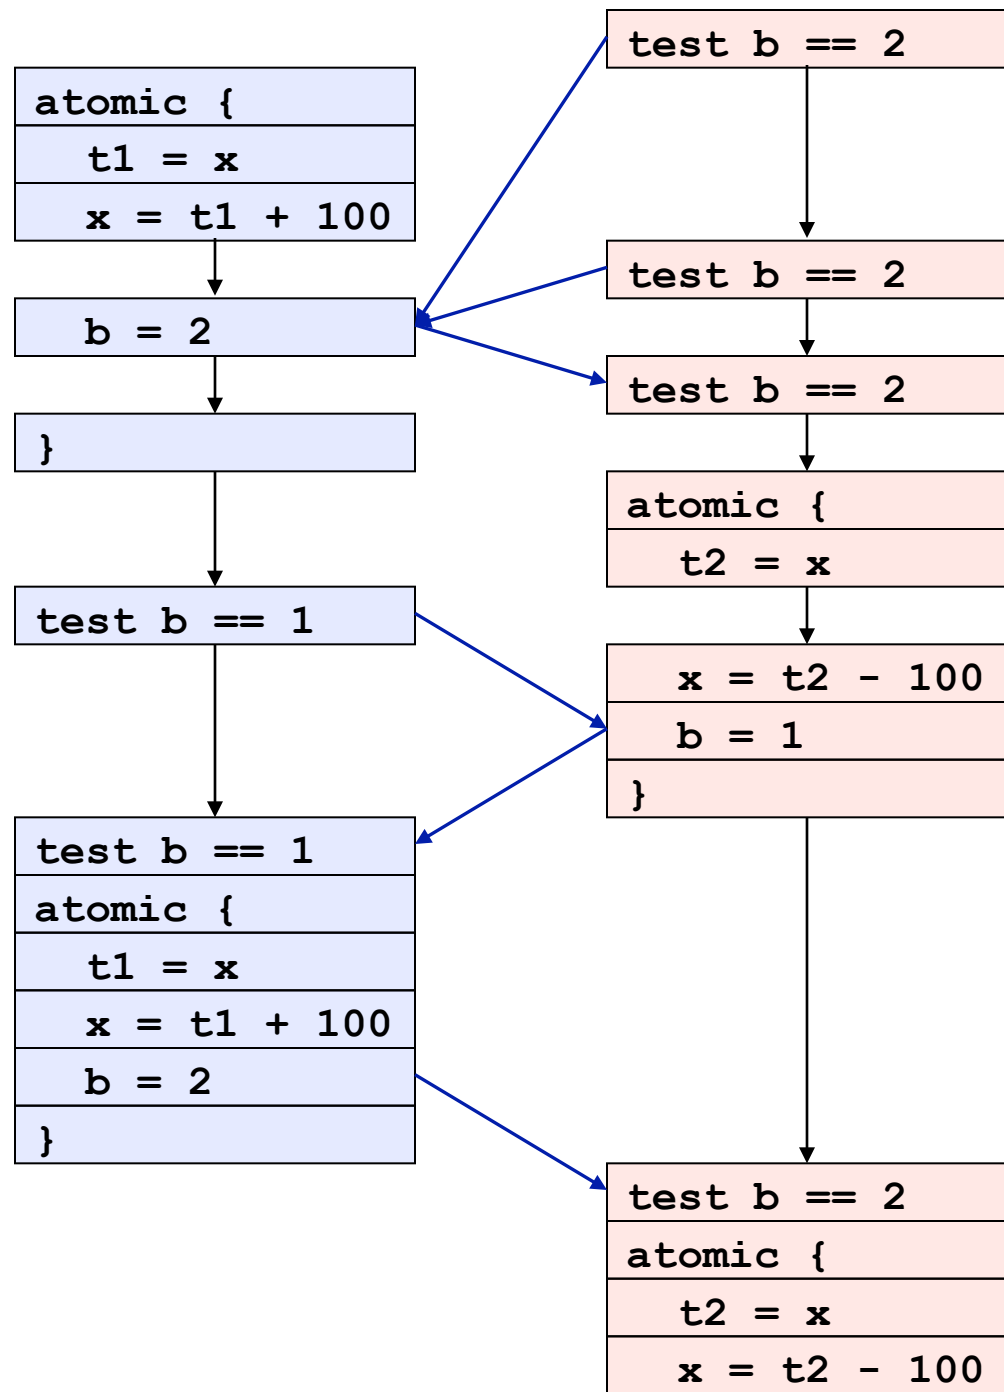 atomic {
t1 = x
x = t1 + 100
b = 2
}
test b == 1
test b == 1
atomic {
t1 = x
x = t1 + 100
b = 2
}
test b == 2
test b == 2
test b == 2
atomic {
t2 = x
x = t2 - 100
b = 1
}
test b == 2
atomic {
t2 = x
x = t2 - 100